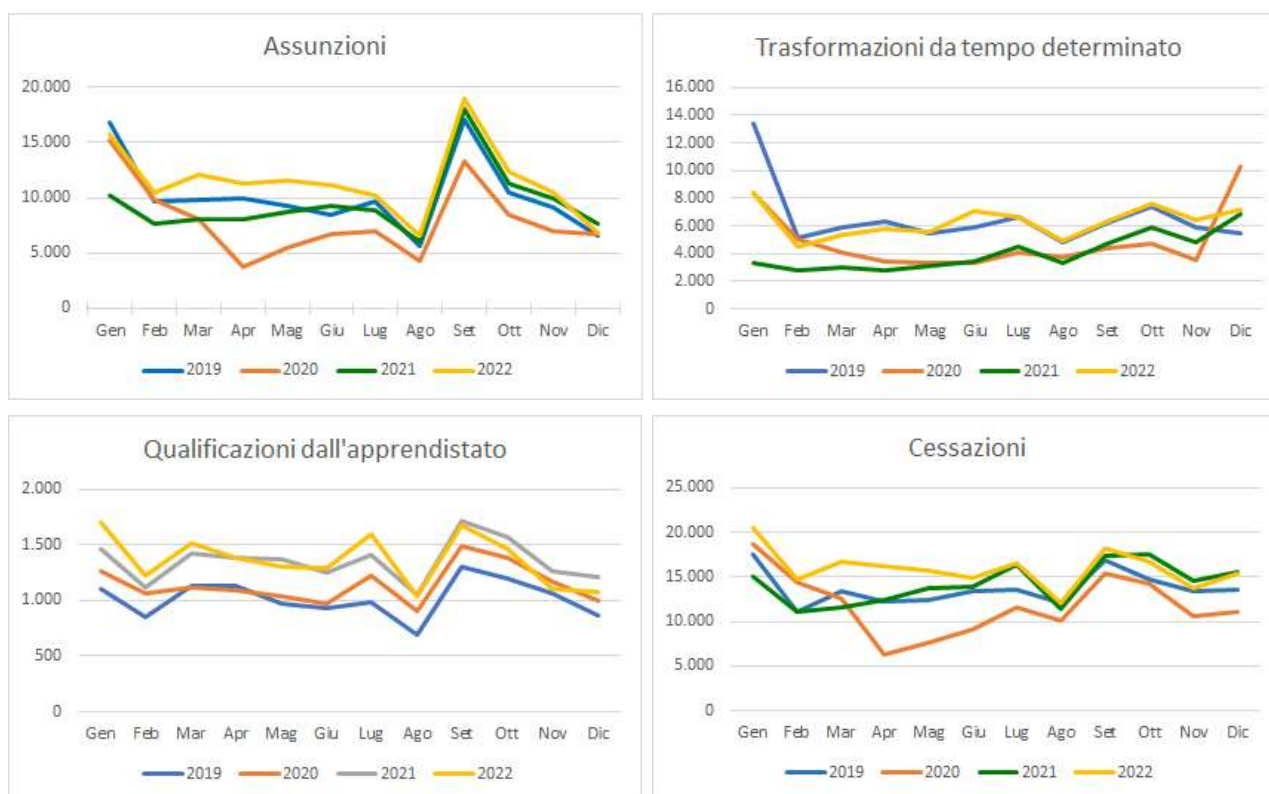 Assunzioni
20.000
15.000
10.000
5.000
0
Gen Feb Mar Apr Mag Giu Lug Ago Set Ott Nov Dic
2019 2020 2021 2022
Trasformazioni da tempo determinato
16.000
14.000
12.000
10.000
8.000
6.000
4.000
2.000
0
Gen Feb Mar Apr Mag Giu Lug Ago Set Ott Nov Dic
2019 2020 2021 2022
Qualificazioni dall'apprendistato
2.000
1.500
1.000
500
0
Gen Feb Mar Apr Mag Giu Lug Ago Set Ott Nov Dic
2019 2020 2021 2022
Cessazioni
25.000
20.000
15.000
10.000
5.000
0
Gen Feb Mar Apr Mag Giu Lug Ago Set Ott Nov Dic
2019 2020 2021 2022